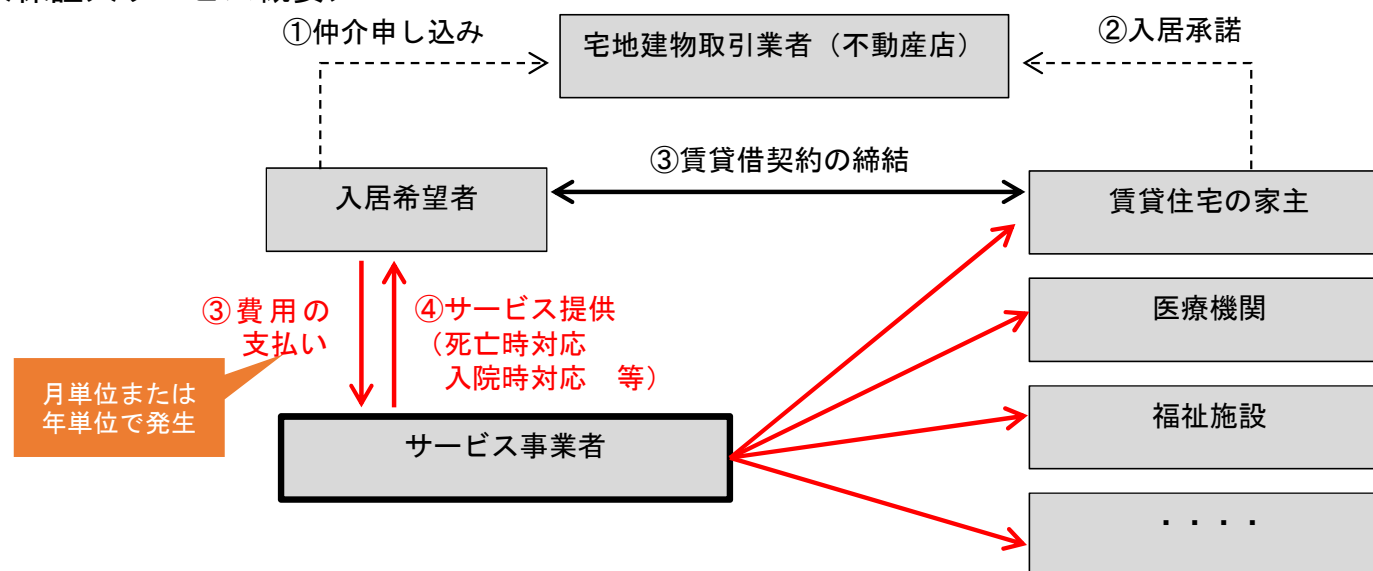 ①仲介申し込み
宅地建物取引業者（不動産店）
②入居承諾
③賃貸借契約の締結
入居希望者
賃貸住宅の家主
③費用の
支払い
④サービス提供
（死亡時対応
入院時対応　等）
医療機関
月単位または
年単位で発生
福祉施設
サービス事業者
・・・・